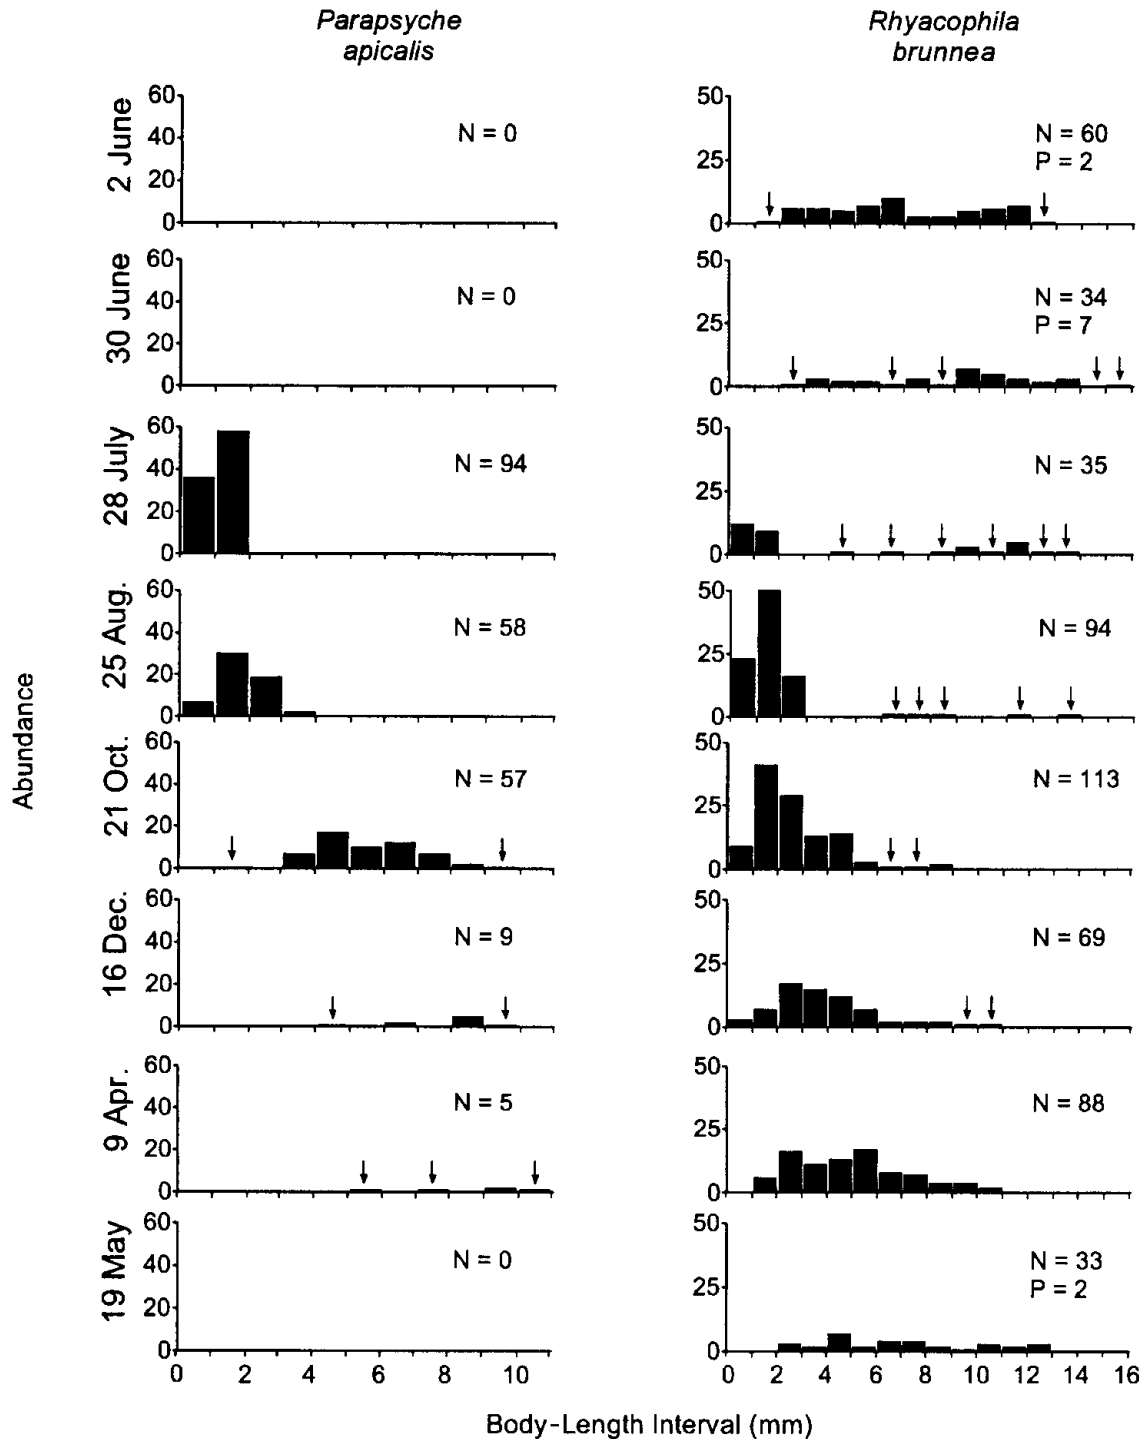 Parapsyche
apicalis
Rhyacophila
brunnea
Abundance
2 June
60
40
20
0
N = 0
50
25
0
N = 60
P = 2
30 June
60
40
20
0
N = 0
50
25
0
N = 34
P = 7
28 July
60
40
20
0
N = 94
50
25
0
N = 35
25 Aug.
60
40
20
0
N = 58
50
25
0
N = 94
21 Oct.
60
40
20
0
N = 57
50
25
0
N = 113
16 Dec.
60
40
20
0
N = 9
50
25
0
N = 69
9 Apr.
60
40
20
0
N = 5
50
25
0
N = 88
19 May
60
40
20
0
N = 0
50
25
0
N = 33
P = 2
0 2 4 6 8 10
0 2 4 6 8 10 12 14 16
Body-Length Interval (mm)